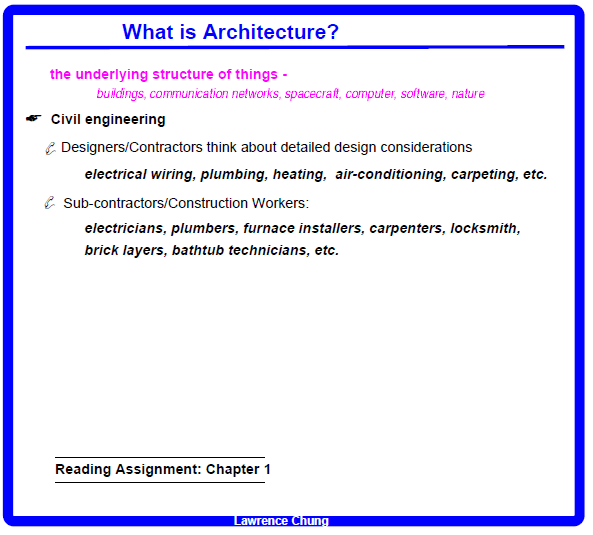 What is Architecture?
the underlying structure of things -
buildings, communication networks, spacecraft, computer, software, nature
Civil engineering
Designers/Contractors think about detailed design considerations
electrical wiring, plumbing, heating, air-conditioning, carpeting, etc.
Sub-contractors/Construction Workers:
electricians, plumbers, furnace installers, carpenters, locksmith,
brick layers, bathtub technicians, etc.
Reading Assignment: Chapter 1
Lawrence Chung